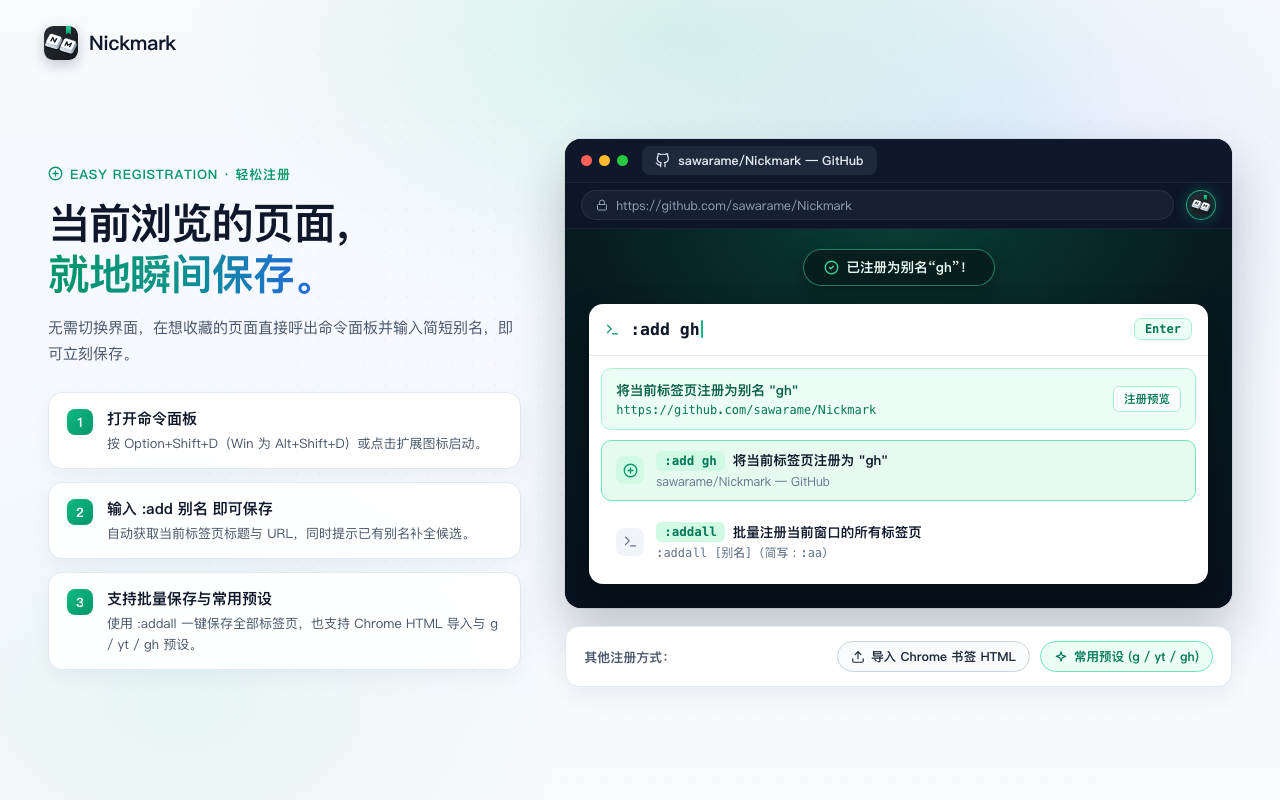 Nickmark
EASY REGISTRATION · 轻松注册
当前浏览的页面，
就地瞬间保存。
无需切换界面，在想收藏的页面直接呼出命令面板并输入简短别名，即
可立刻保存。
1
打开命令面板
按 Option+Shift+D（Win 为 Alt+Shift+D）或点击扩展图标启动。
2
输入 :add 别名 即可保存
自动获取当前标签页标题与 URL，同时提示已有别名补全候选。
3
支持批量保存与常用预设
使用 :addall 一键保存全部标签页，也支持 Chrome HTML 导入与 g
/ yt / gh 预设。
sawarame/Nickmark — GitHub
https://github.com/sawarame/Nickmark
已注册为别名“gh”！
:add gh
Enter
将当前标签页注册为别名 "gh"
https://github.com/sawarame/Nickmark
注册预览
:add gh 将当前标签页注册为 "gh"
sawarame/Nickmark — GitHub
:addall 批量注册当前窗口的所有标签页
:addall [别名]（简写：:aa）
其他注册方式：
导入 Chrome 书签 HTML
常用预设 (g / yt / gh)